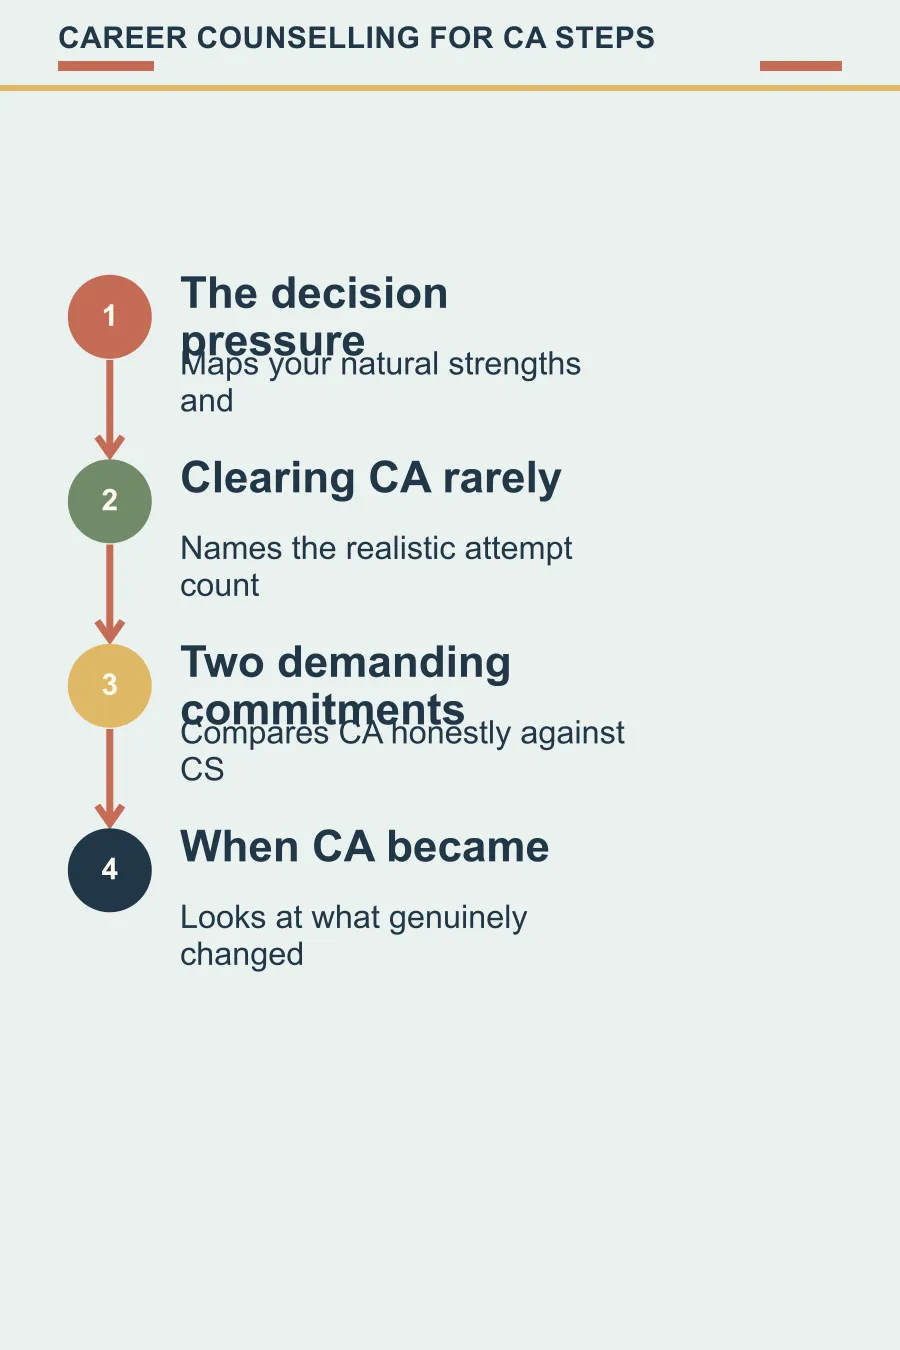 CAREER COUNSELLING FOR CA STEPS
1
The decision
pressure
Maps your natural strengths
and
2
Clearing CA rarely
Names the realistic attempt
count
3
Two demanding
commitments
Compares CA honestly against
CS
4
When CA became
Looks at what genuinely
changed